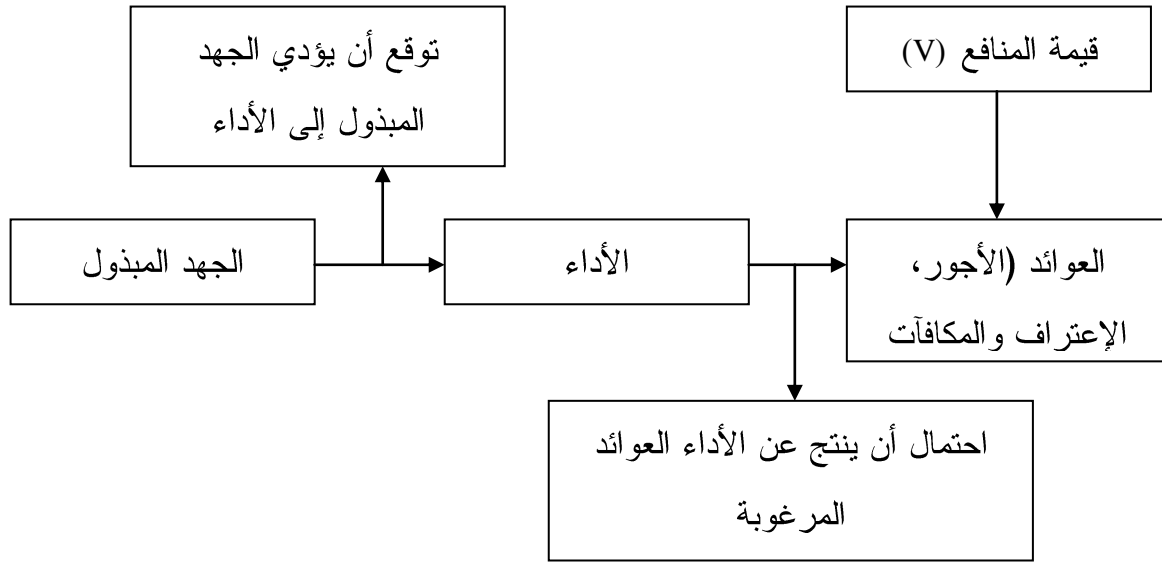 توقع أن يؤدي الجهد
المبذول إلى الأداء
قيمة المنافع (V)
الجهد المبذول
الأداء
العوائد (الأجور،
الإعتراف والمكافآت
احتمال أن ينتج عن الأداء العوائد
المرغوبة